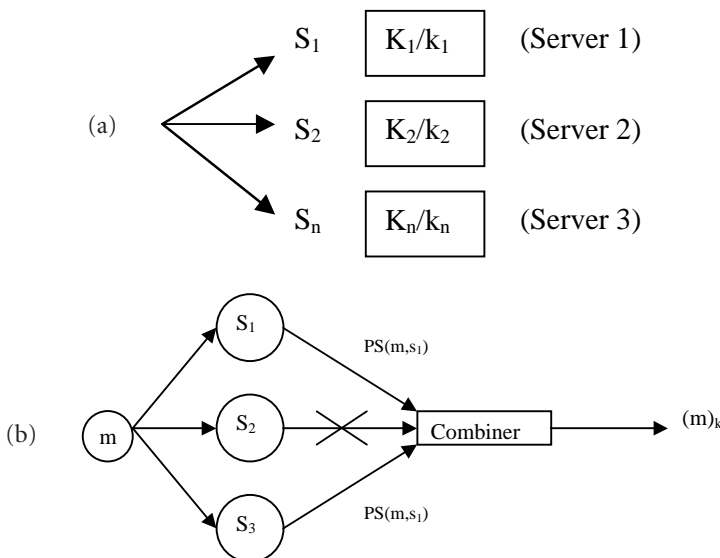 S₁ K₁/k₁ (Server 1)
(a) S₂ K₂/k₂ (Server 2)
Sₙ Kₙ/kₙ (Server 3)
S₁
PS(m,s₁)
(b) m S₂ Combiner (m)ₖ
S₃
PS(m,s₁)